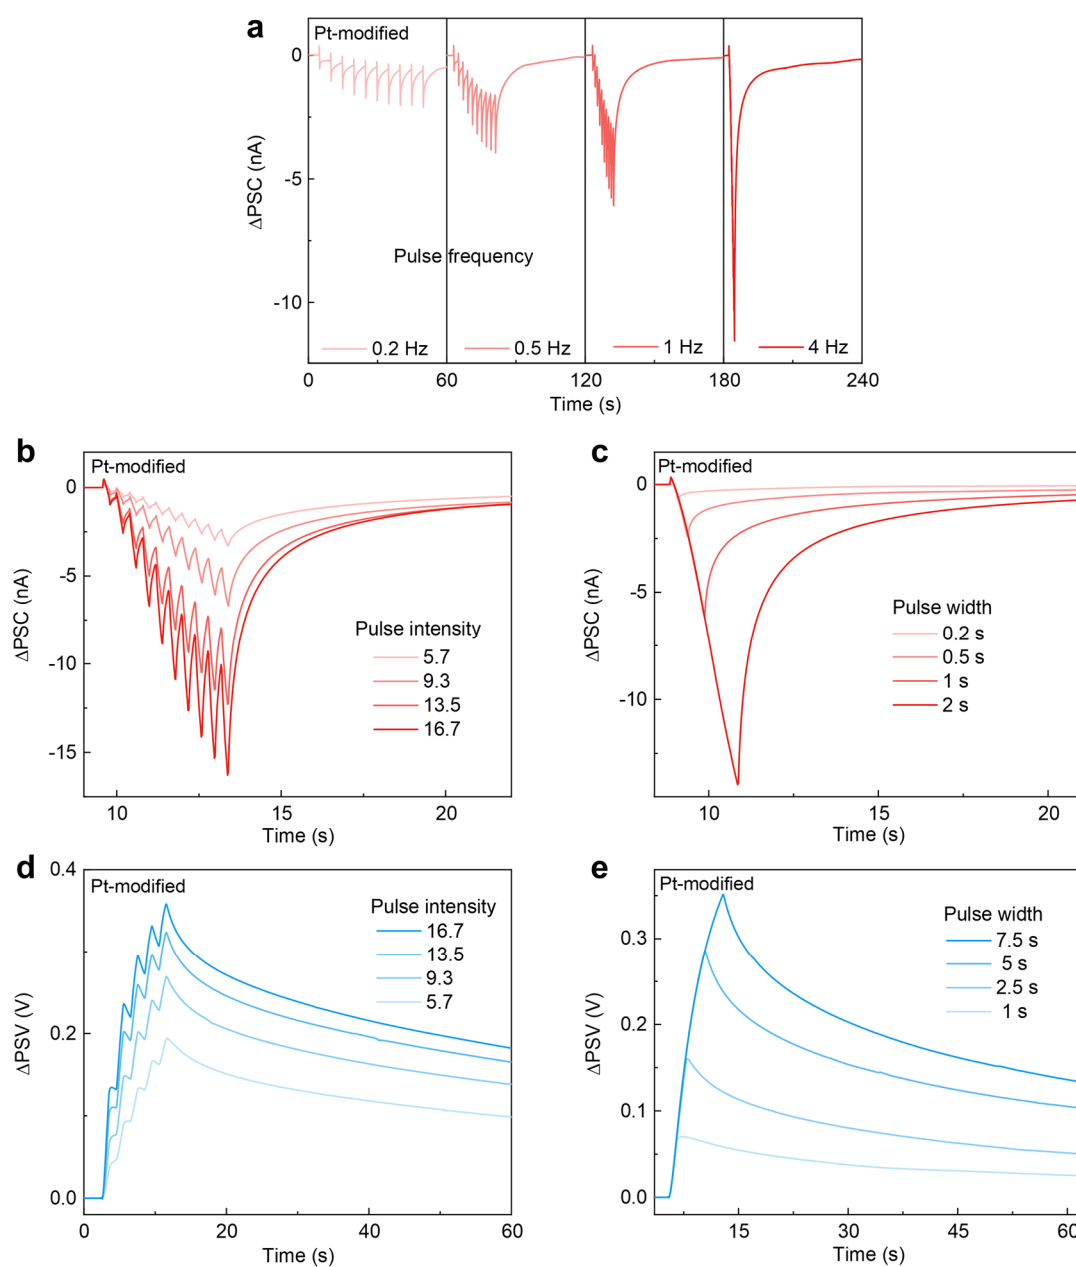 a
Pt-modified
0
-5
-10
ΔPSC (nA)
Pulse frequency
0.2 Hz
0.5 Hz
1 Hz
4 Hz
0 60 120 180 240
Time (s)
b
Pt-modified
0
-5
-10
-15
ΔPSC (nA)
Pulse intensity
5.7
9.3
13.5
16.7
10 15 20
Time (s)
c
Pt-modified
0
-5
-10
ΔPSC (nA)
Pulse width
0.2 s
0.5 s
1 s
2 s
10 15 20
Time (s)
d
Pt-modified
0.4
0.2
0.0
ΔPSV (V)
Pulse intensity
16.7
13.5
9.3
5.7
0 20 40 60
Time (s)
e
Pt-modified
0.3
0.2
0.1
0.0
ΔPSV (V)
Pulse width
7.5 s
5 s
2.5 s
1 s
15 30 45 60
Time (s)